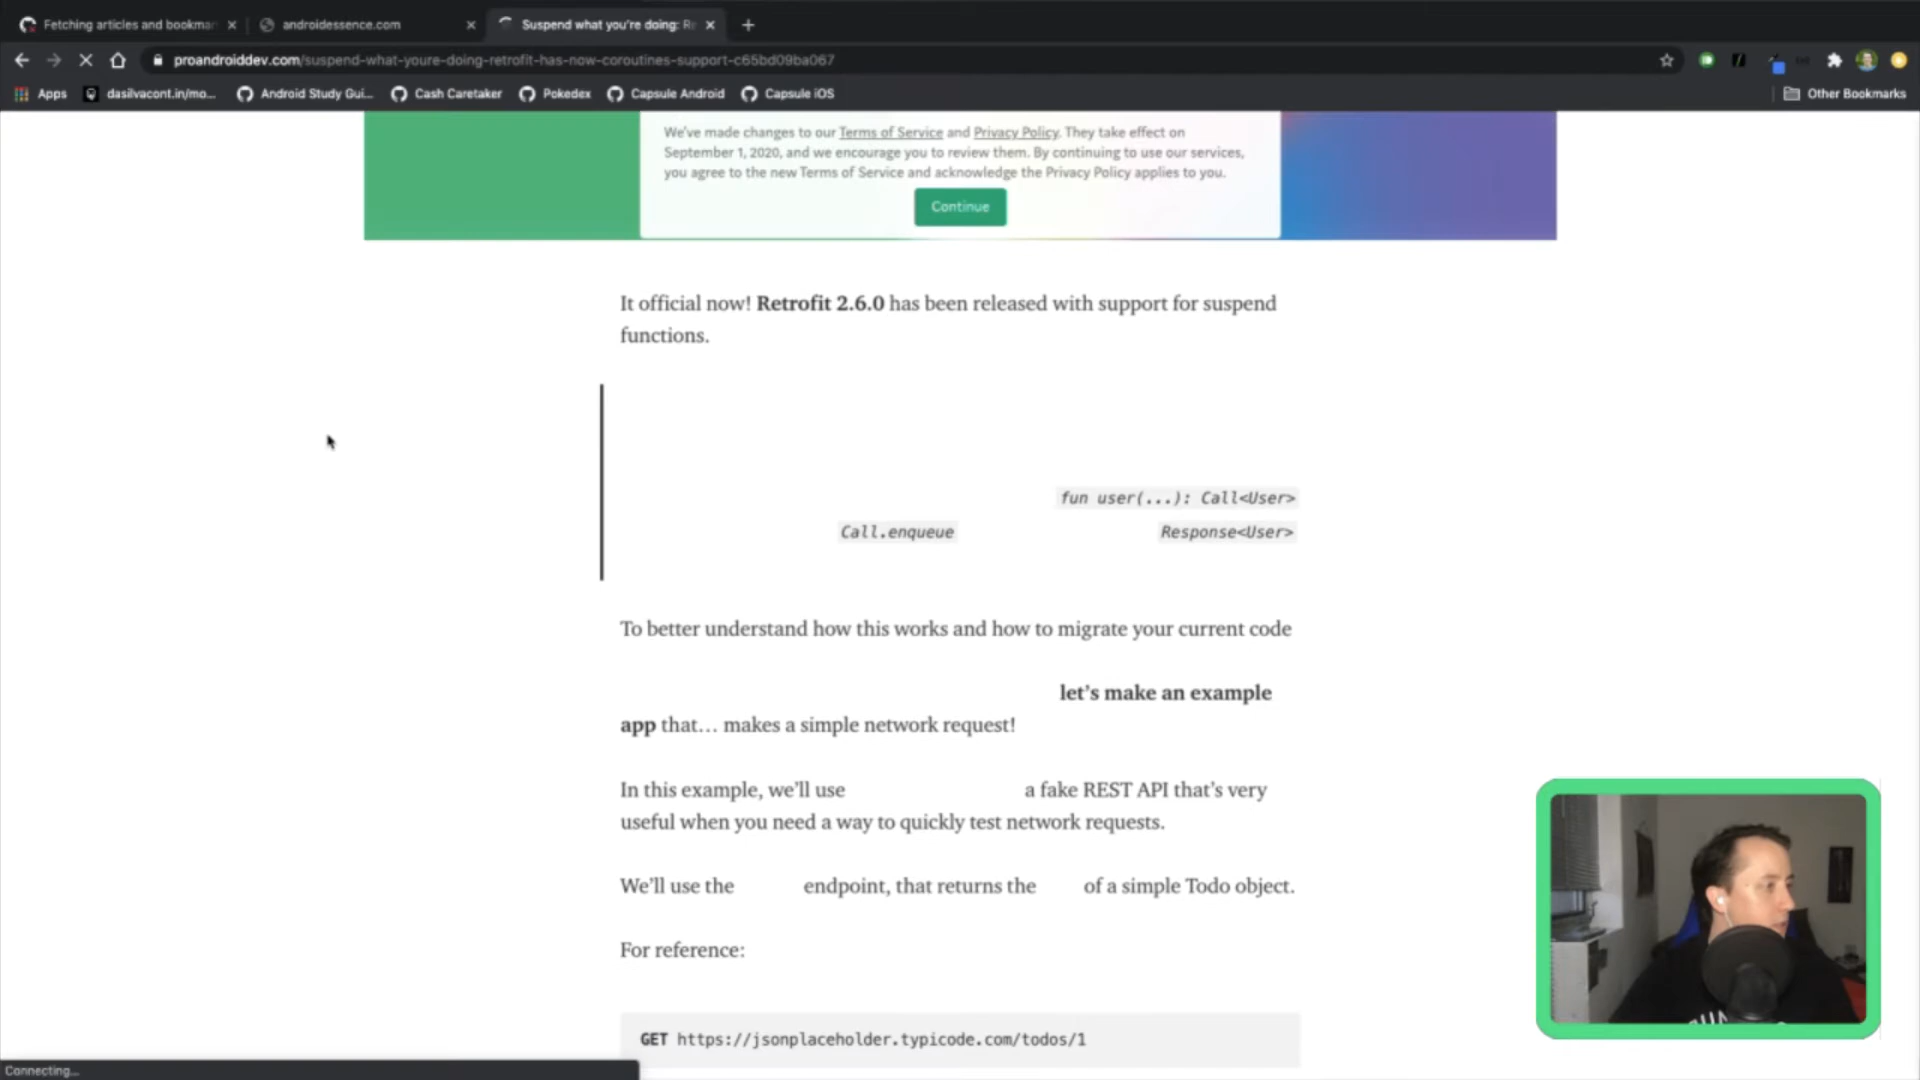 Fetching articles and bookmar
androidessence.com
Suspend what you're doing: Re
proandroiddev.com/suspend-what-youre-doing-retrofit-has-now-coroutines-support-c65bd09ba067
Apps
dasilvacont.in/mo...
Android Study Gui...
Cash Caretaker
Pokedex
Capsule Android
Capsule iOS
Other Bookmarks
We've made changes to our Terms of Service and Privacy Policy. They take effect on
September 1, 2020, and we encourage you to review them. By continuing to use our services,
you agree to the new Terms of Service and acknowledge the Privacy Policy applies to you.
Continue
It official now! Retrofit 2.6.0 has been released with support for suspend
functions.
fun user(...): Call<User>
Call.enqueue Response<User>
To better understand how this works and how to migrate your current code
let's make an example
app that… makes a simple network request!
In this example, we'll use a fake REST API that's very
useful when you need a way to quickly test network requests.
We'll use the endpoint, that returns the of a simple Todo object.
For reference:
GET https://jsonplaceholder.typicode.com/todos/1
Connecting...